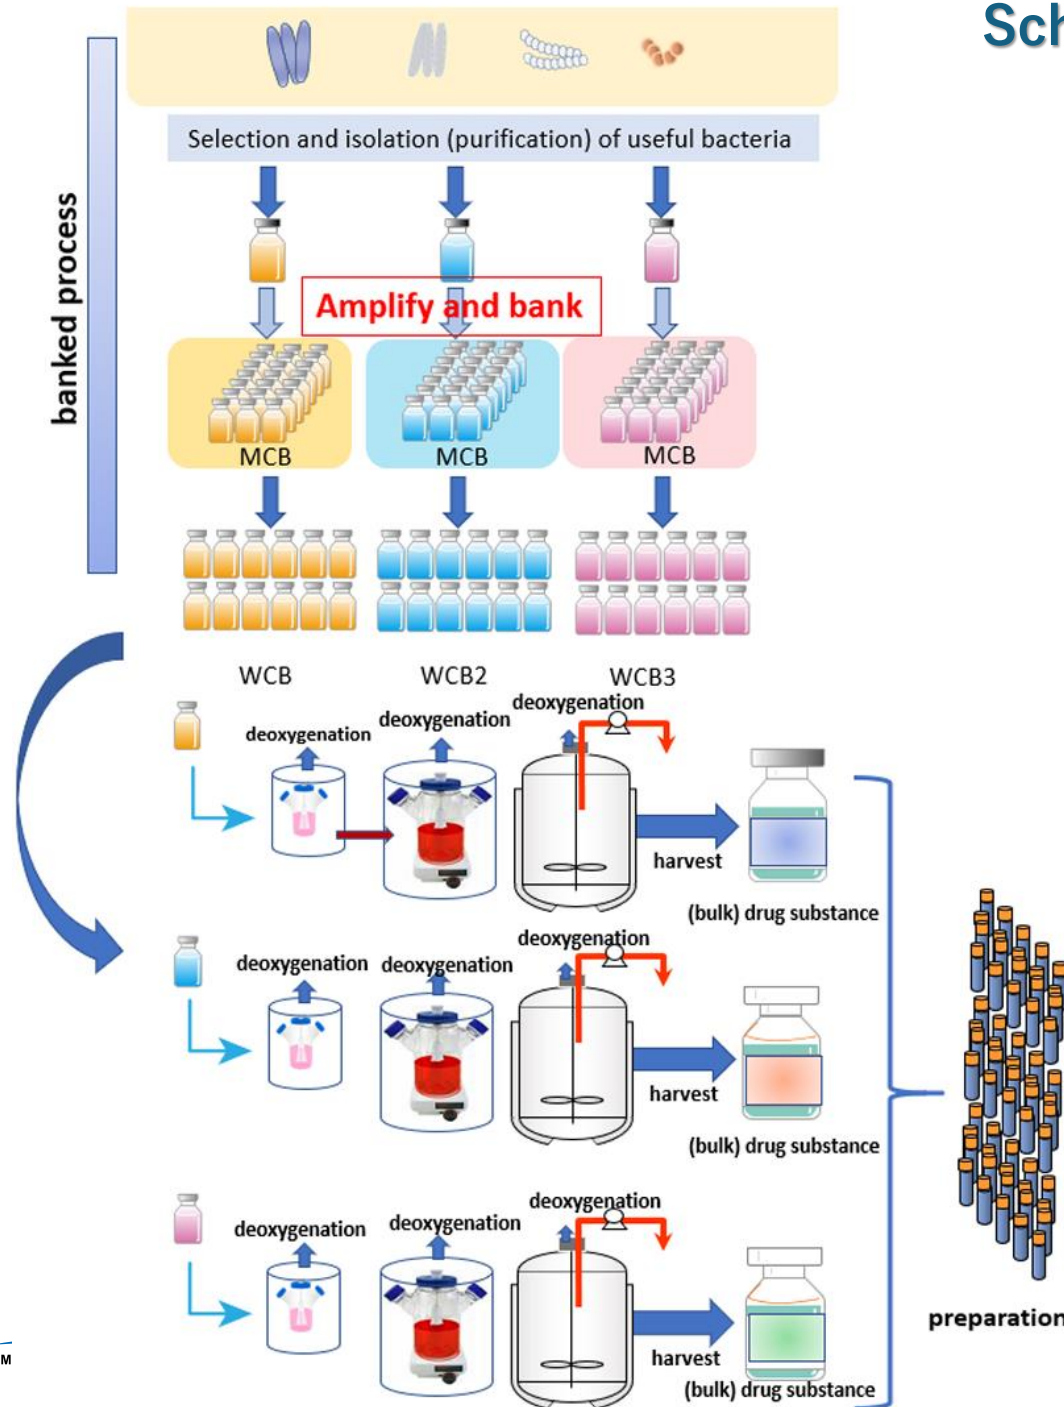 Sch
Selection and isolation (purification) of useful bacteria
banked process
Amplify and bank
MCB
MCB
MCB
WCB
WCB2
WCB3
deoxygenation
deoxygenation
deoxygenation
harvest
(bulk) drug substance
deoxygenation
deoxygenation
deoxygenation
harvest
(bulk) drug substance
deoxygenation
deoxygenation
deoxygenation
harvest
(bulk) drug substance
preparation
M